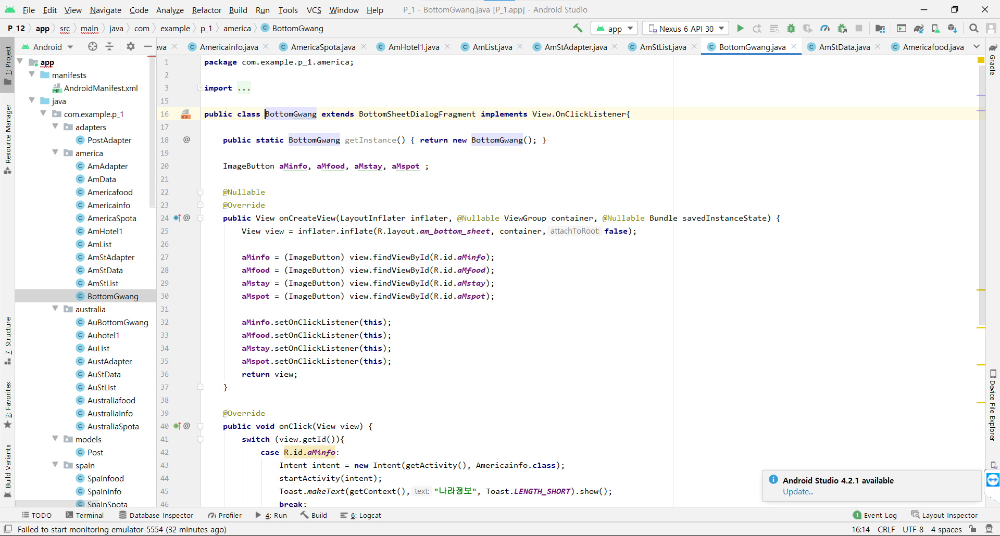 File Edit View Navigate Code Analyze Refactor Build Run Tools VCS Window Help P_1 - BottomGwang.java [P_1.app] - Android Studio
P_12 app src main java com example p_1 america BottomGwang app Nexus 6 API 30
Android ava Americainfo.java AmericaSpota.java AmHotel1.java AmList.java AmStAdapter.java AmStList.java BottomGwang.java AmStData.java Americafood.java
1: Project
Resource Manager
7: Structure
2: Favorites
Build Variants
app
manifests
AndroidManifest.xml
java
com.example.p_1
adapters
PostAdapter
america
AmAdapter
AmData
Americafood
Americainfo
AmericaSpota
AmHotel1
AmList
AmStAdapter
AmStData
AmStList
BottomGwang
australia
AuBottomGwang
Auhotel1
AuList
AustAdapter
AuStData
AuStList
Australiafood
Australiainfo
AustraliaSpota
models
Post
spain
Spainfood
Spaininfo
SpainSpota
1 package com.example.p_1.america;
2
3 import ...
15
16 public class BottomGwang extends BottomSheetDialogFragment implements View.OnClickListener{
17
18 @ public static BottomGwang getInstance() { return new BottomGwang(); }
19
20 ImageButton aMinfo, aMfood, aMstay, aMspot ;
21
22 @Nullable
23 @Override
24 @ public View onCreateView(LayoutInflater inflater, @Nullable ViewGroup container, @Nullable Bundle savedInstanceState) {
25 View view = inflater.inflate(R.layout.am_bottom_sheet, container, attachToRoot: false);
26
27 aMinfo = (ImageButton) view.findViewById(R.id.aMinfo);
28 aMfood = (ImageButton) view.findViewById(R.id.aMfood);
29 aMstay = (ImageButton) view.findViewById(R.id.aMstay);
30 aMspot = (ImageButton) view.findViewById(R.id.aMspot);
31
32 aMinfo.setOnClickListener(this);
33 aMfood.setOnClickListener(this);
34 aMstay.setOnClickListener(this);
35 aMspot.setOnClickListener(this);
36 return view;
37 }
38
39 @Override
40 @ public void onClick(View view) {
41 switch (view.getId()){
42 case R.id.aMinfo:
43 Intent intent = new Intent(getActivity(), Americainfo.class);
44 startActivity(intent);
45 Toast.makeText(getContext(), text: "나라정보", Toast.LENGTH_SHORT).show();
46 break;
Gradle
Device File Explorer
Android Studio 4.2.1 available
Update...
TODO Terminal Database Inspector Profiler 4: Run Build 6: Logcat 1 Event Log Layout Inspector
Failed to start monitoring emulator-5554 (32 minutes ago) 16:14 CRLF UTF-8 4 spaces